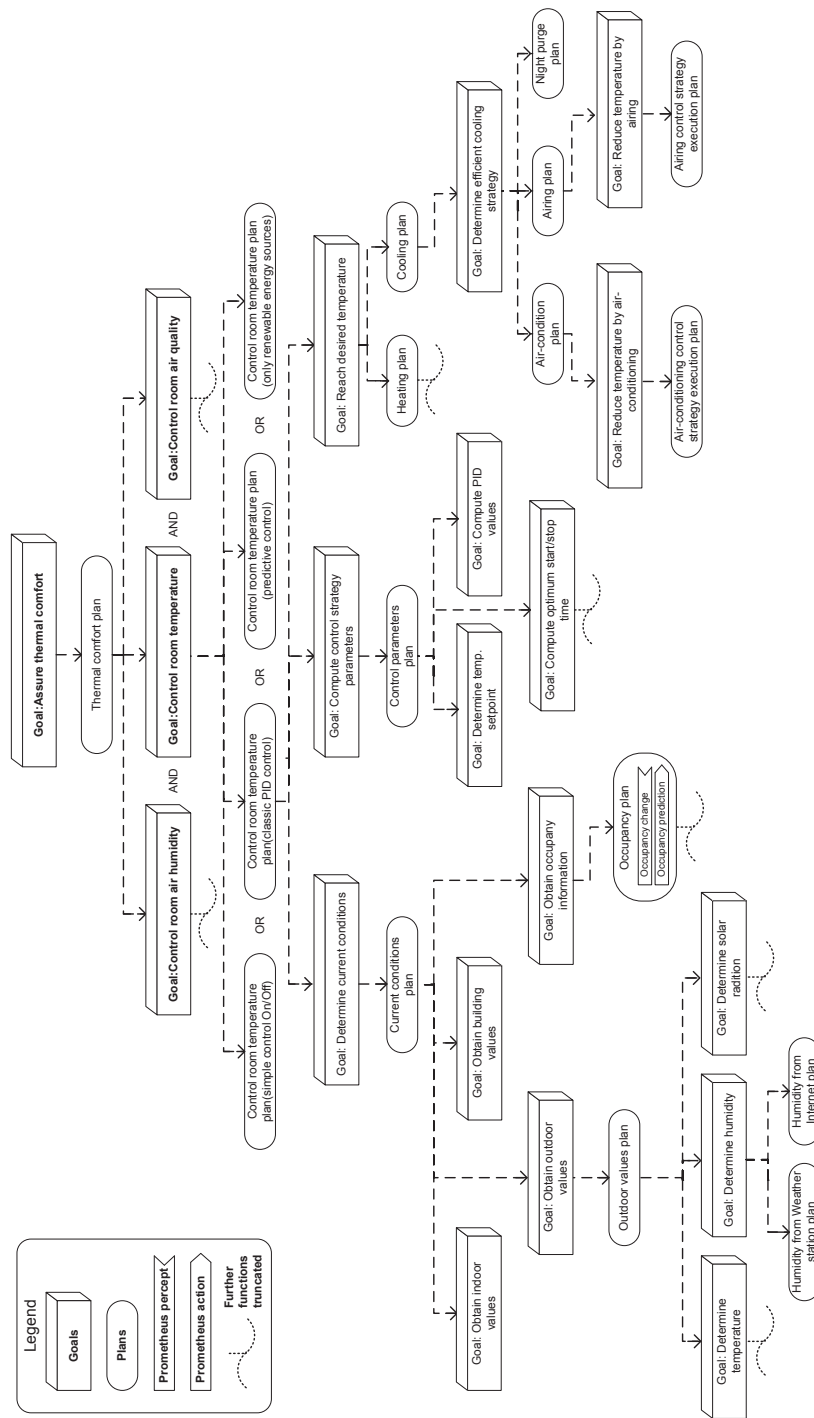 Legend
Goals
Plans
Prometheus percept
Prometheus action
Further
functions
truncated
Goal:Assure thermal comfort
Thermal comfort plan
Goal:Control room air humidity
AND
Goal:Control room temperature
AND
Goal:Control room air quality
Control room temperature
plan(simple control On/Off)
OR
Control room temperature
plan(classic PID control)
OR
Control room temperature plan
(predictive control)
OR
Control room temperature plan
(only renewable energy sources)
Goal: Determine current conditions
Goal: Compute control strategy
parameters
Goal: Reach desired temperature
Current conditions
plan
Control parameters
plan
Heating plan
Cooling plan
Goal: Obtain indoor
values
Goal: Obtain outdoor
values
Goal: Obtain building
values
Goal: Obtain occupany
information
Goal: Determine temp.
setpoint
Goal: Compute optimum start/stop
time
Goal: Compute PID
values
Goal: Determine efficient cooling
strategy
Outdoor values plan
Occupancy plan
Occupancy change
Occupancy prediction
Air-condition
plan
Airing plan
Night purge
plan
Goal: Determine
temperature
Goal: Determine humidity
Goal: Determine solar
radition
Goal: Reduce temperature by air-
conditioning
Goal: Reduce temperature by
airing
Humidity from Weather
station plan
Humidity from
Internet plan
Air-conditioning control
strategy execution plan
Airing control strategy
execution plan